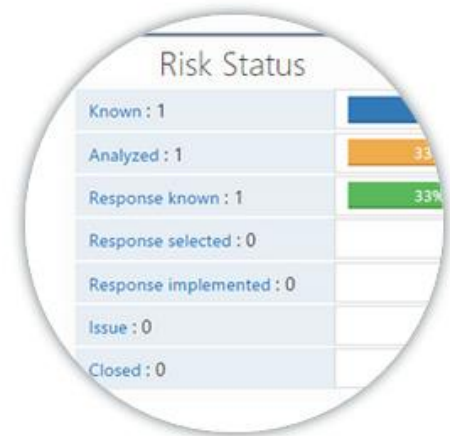 Risk Status
Known : 1
Analyzed : 1 33
Response known : 1 33%
Response selected : 0
Response implemented : 0
Issue : 0
Closed : 0